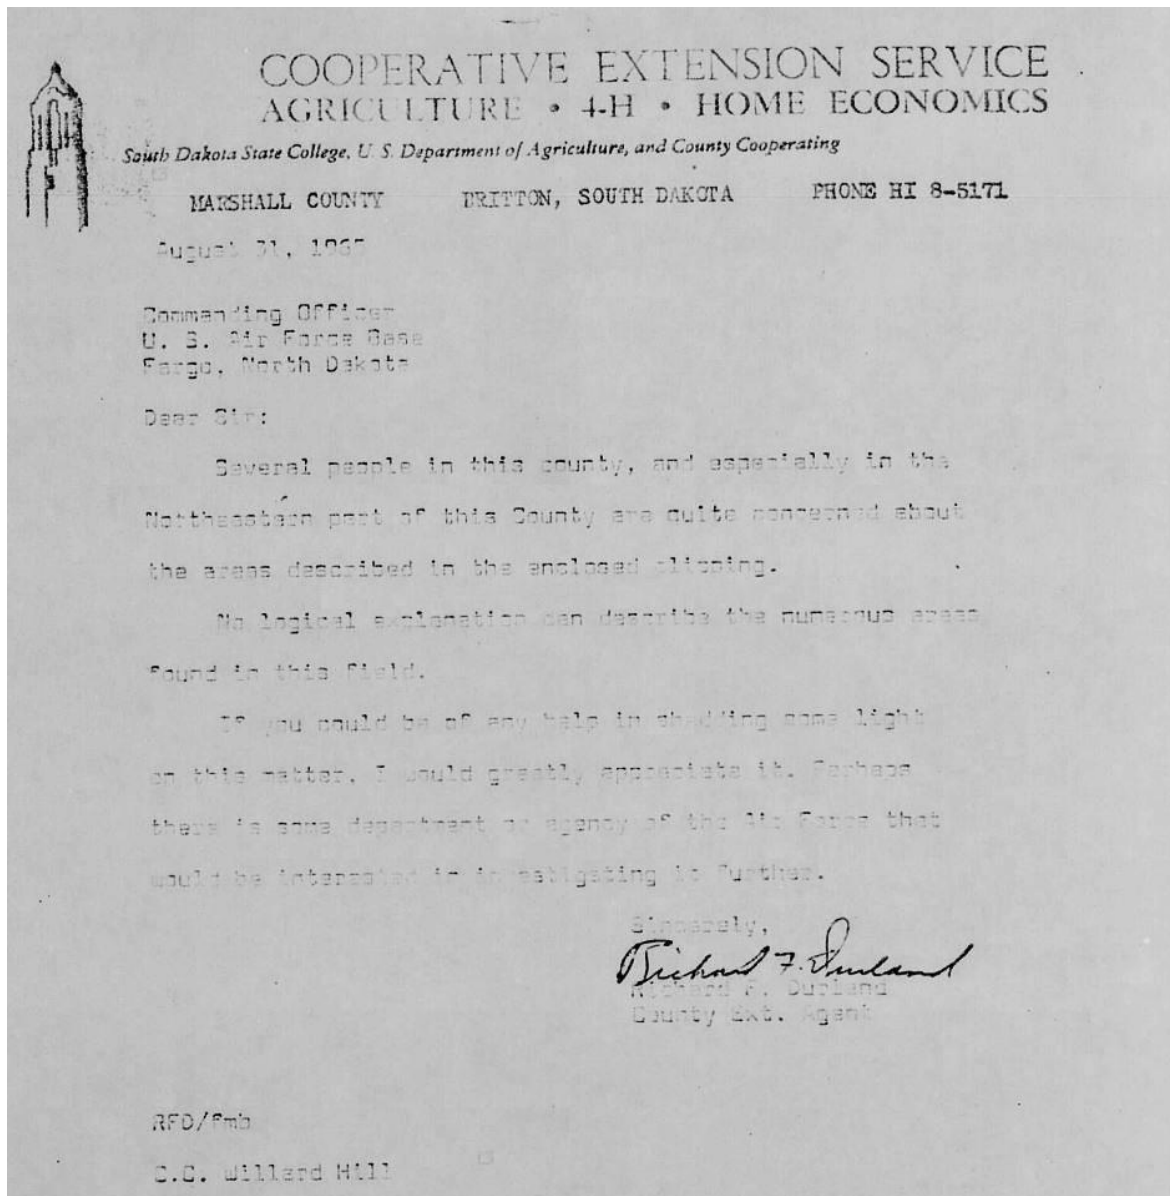 COOPERATIVE EXTENSION SERVICE
AGRICULTURE • 4-H • HOME ECONOMICS
South Dakota State College, U. S. Department of Agriculture, and County Cooperating
MARSHALL COUNTY BRITTON, SOUTH DAKOTA PHONE HI 8-5171
August 31, 1965
Commanding Officer
U. S. Air Force Base
Fargo, North Dakota
Dear Sir:
Several people in this county, and especially in the
Northeastern part of this County are quite concerned about
the areas described in the enclosed clipping.
No logical explanation can describe the numerous areas
found in this field.
If you could be of any help in shedding some light
on this matter, I would greatly appreciate it. Perhaps
there is some department or agency of the Air Force that
would be interested in investigating it further.
Sincerely,
Richard F. Durland
Richard F. Durland
County Ext. Agent
RFD/fmb
C.C. Willard Hill